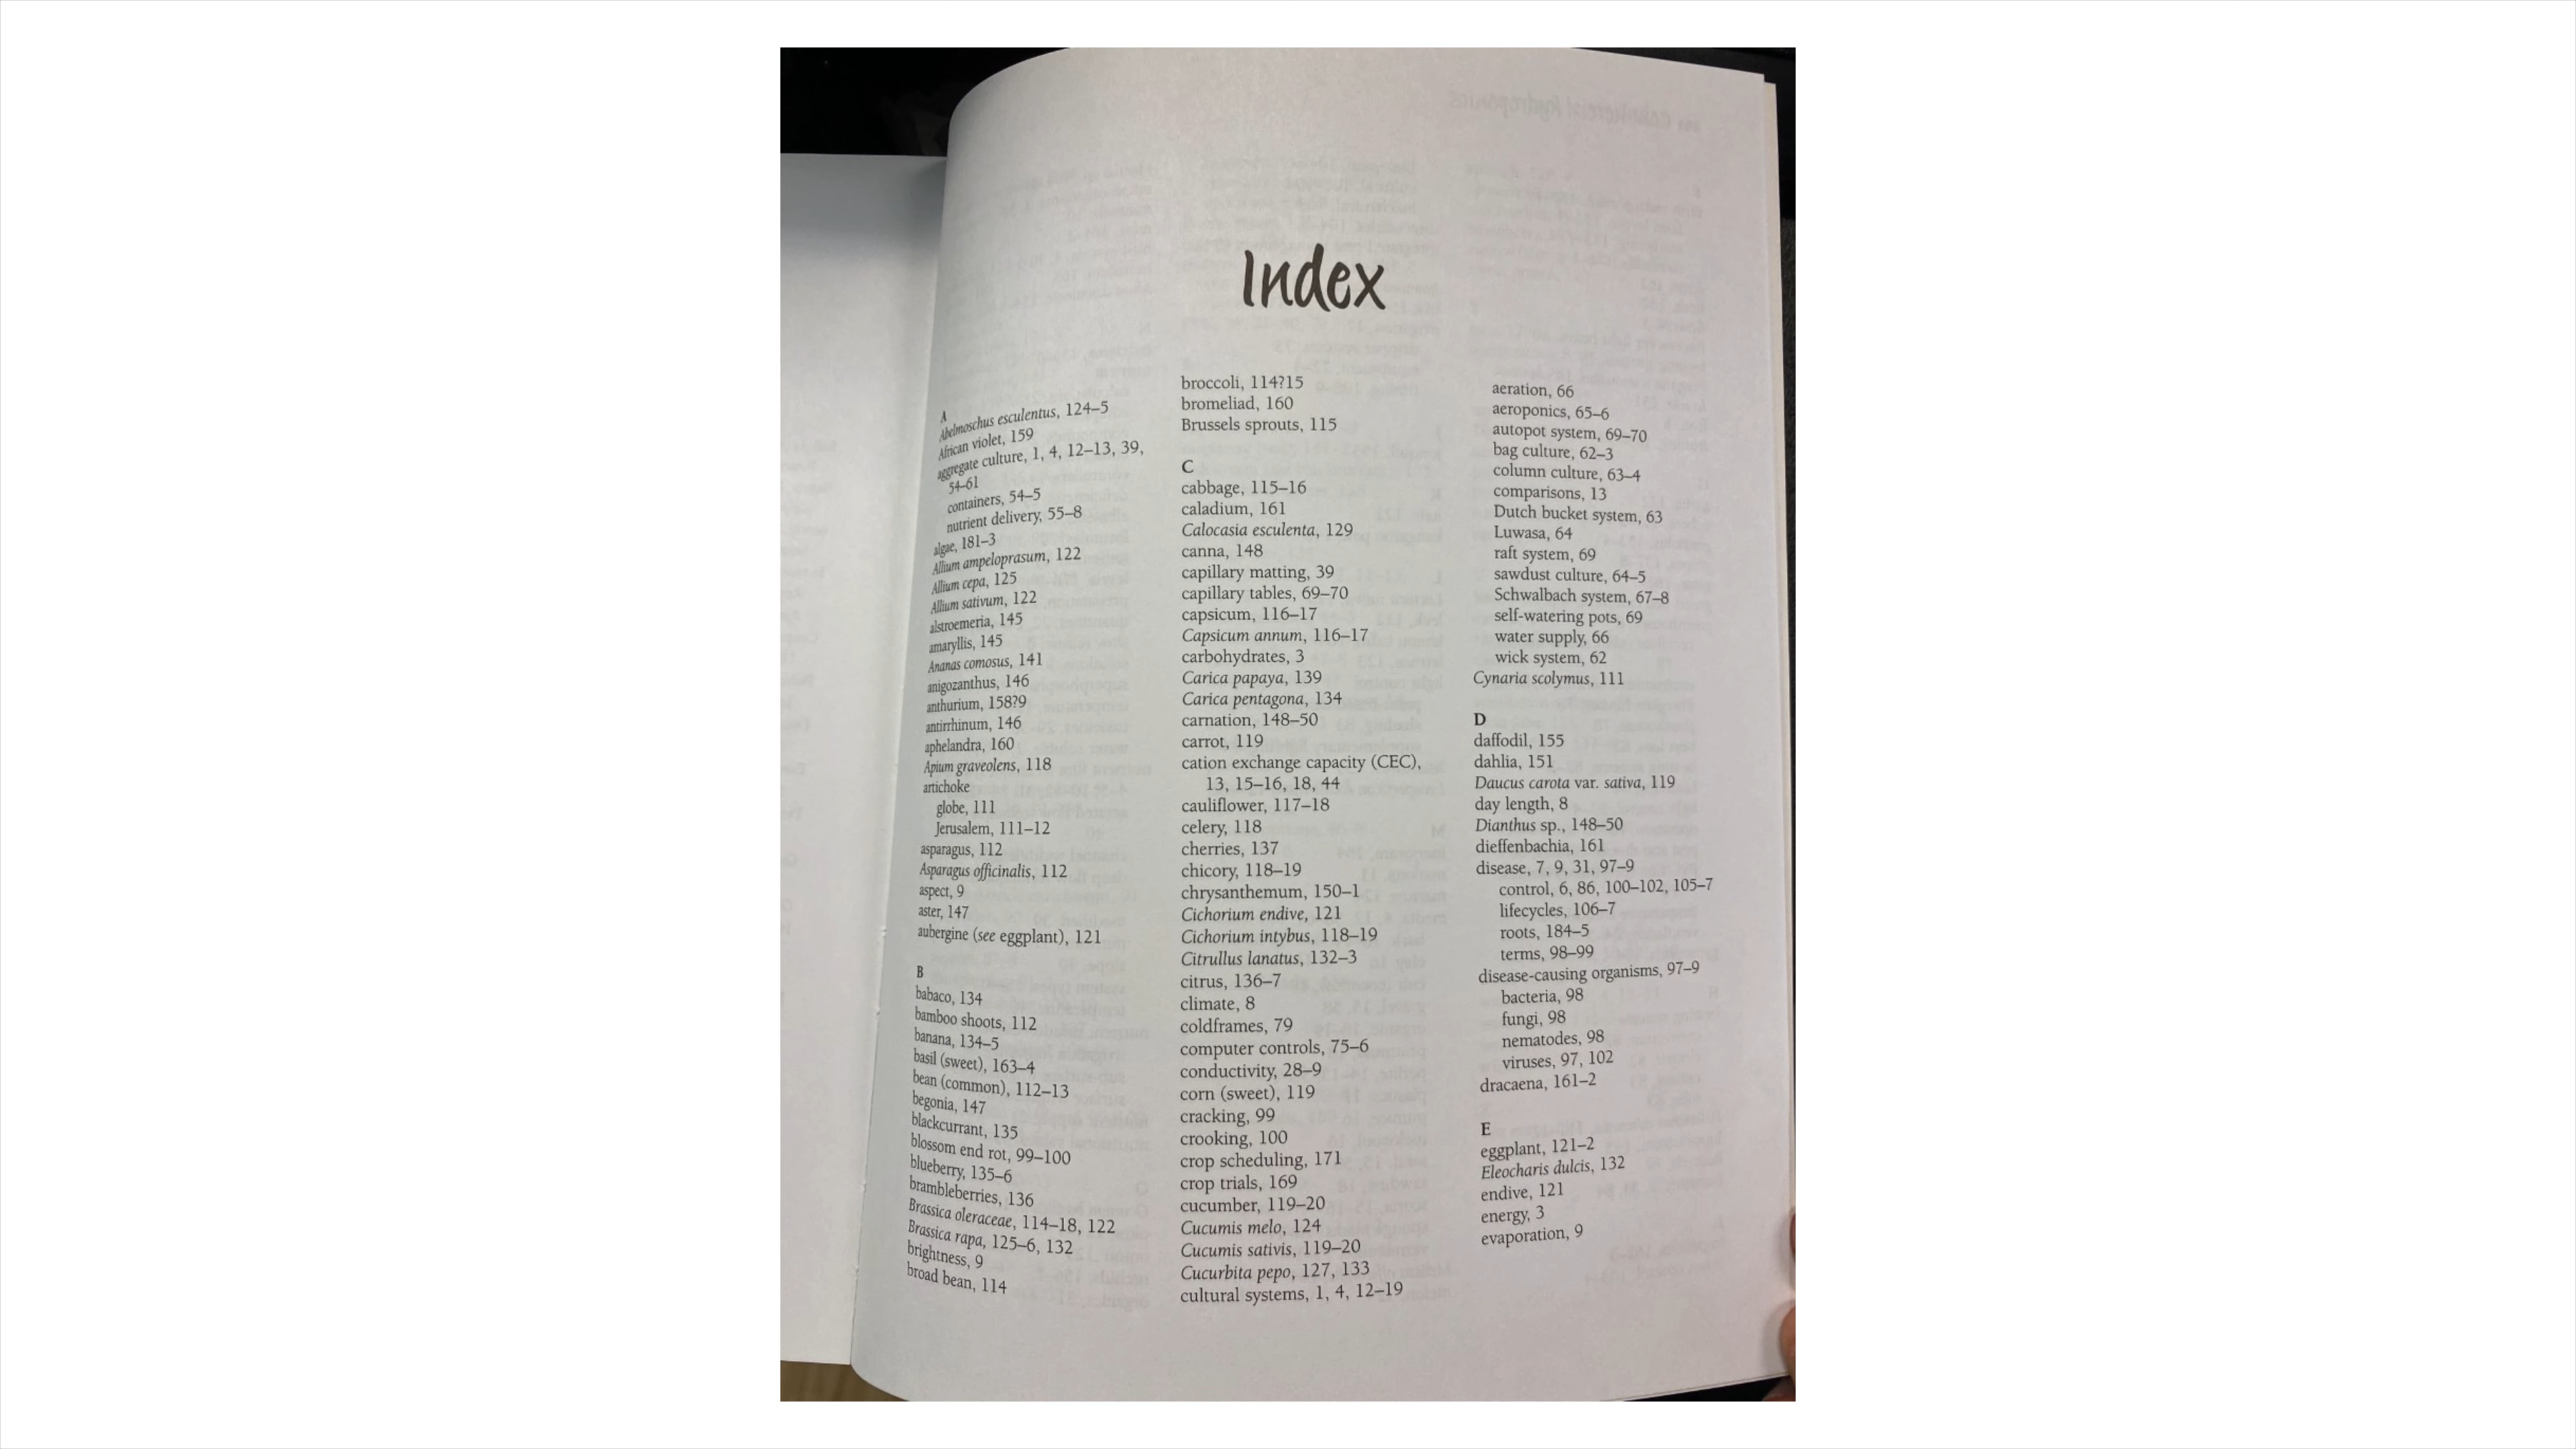 Index
A
Abelmoschus esculentus, 124–5
African violet, 159
aggregate culture, 1, 4, 12–13, 39,
54–61
containers, 54–5
nutrient delivery, 55–8
algae, 181–3
Allium ampeloprasum, 122
Allium cepa, 125
Allium sativum, 122
alstroemeria, 145
amaryllis, 145
Ananas comosus, 141
anigozanthus, 146
anthurium, 158?9
antirrhinum, 146
aphelandra, 160
Apium graveolens, 118
artichoke
globe, 111
Jerusalem, 111–12
asparagus, 112
Asparagus officinalis, 112
aspect, 9
aster, 147
aubergine (see eggplant), 121
B
babaco, 134
bamboo shoots, 112
banana, 134–5
basil (sweet), 163–4
bean (common), 112–13
begonia, 147
blackcurrant, 135
blossom end rot, 99–100
blueberry, 135–6
brambleberries, 136
Brassica oleraceae, 114–18, 122
Brassica rapa, 125–6, 132
brightness, 9
broad bean, 114
broccoli, 114?15
bromeliad, 160
Brussels sprouts, 115
C
cabbage, 115–16
caladium, 161
Calocasia esculenta, 129
canna, 148
capillary matting, 39
capillary tables, 69–70
capsicum, 116–17
Capsicum annum, 116–17
carbohydrates, 3
Carica papaya, 139
Carica pentagona, 134
carnation, 148–50
carrot, 119
cation exchange capacity (CEC),
13, 15–16, 18, 44
cauliflower, 117–18
celery, 118
cherries, 137
chicory, 118–19
chrysanthemum, 150–1
Cichorium endive, 121
Cichorium intybus, 118–19
Citrullus lanatus, 132–3
citrus, 136–7
climate, 8
coldframes, 79
computer controls, 75–6
conductivity, 28–9
corn (sweet), 119
cracking, 99
crooking, 100
crop scheduling, 171
crop trials, 169
cucumber, 119–20
Cucumis melo, 124
Cucumis sativis, 119–20
Cucurbita pepo, 127, 133
cultural systems, 1, 4, 12–19
aeration, 66
aeroponics, 65–6
autopot system, 69–70
bag culture, 62–3
column culture, 63–4
comparisons, 13
Dutch bucket system, 63
Luwasa, 64
raft system, 69
sawdust culture, 64–5
Schwalbach system, 67–8
self-watering pots, 69
water supply, 66
wick system, 62
Cynaria scolymus, 111
D
daffodil, 155
dahlia, 151
Daucus carota var. sativa, 119
day length, 8
Dianthus sp., 148–50
dieffenbachia, 161
disease, 7, 9, 31, 97–9
control, 6, 86, 100–102, 105–7
lifecycles, 106–7
roots, 184–5
terms, 98–99
disease-causing organisms, 97–9
bacteria, 98
fungi, 98
nematodes, 98
viruses, 97, 102
dracaena, 161–2
E
eggplant, 121–2
Eleocharis dulcis, 132
endive, 121
energy, 3
evaporation, 9